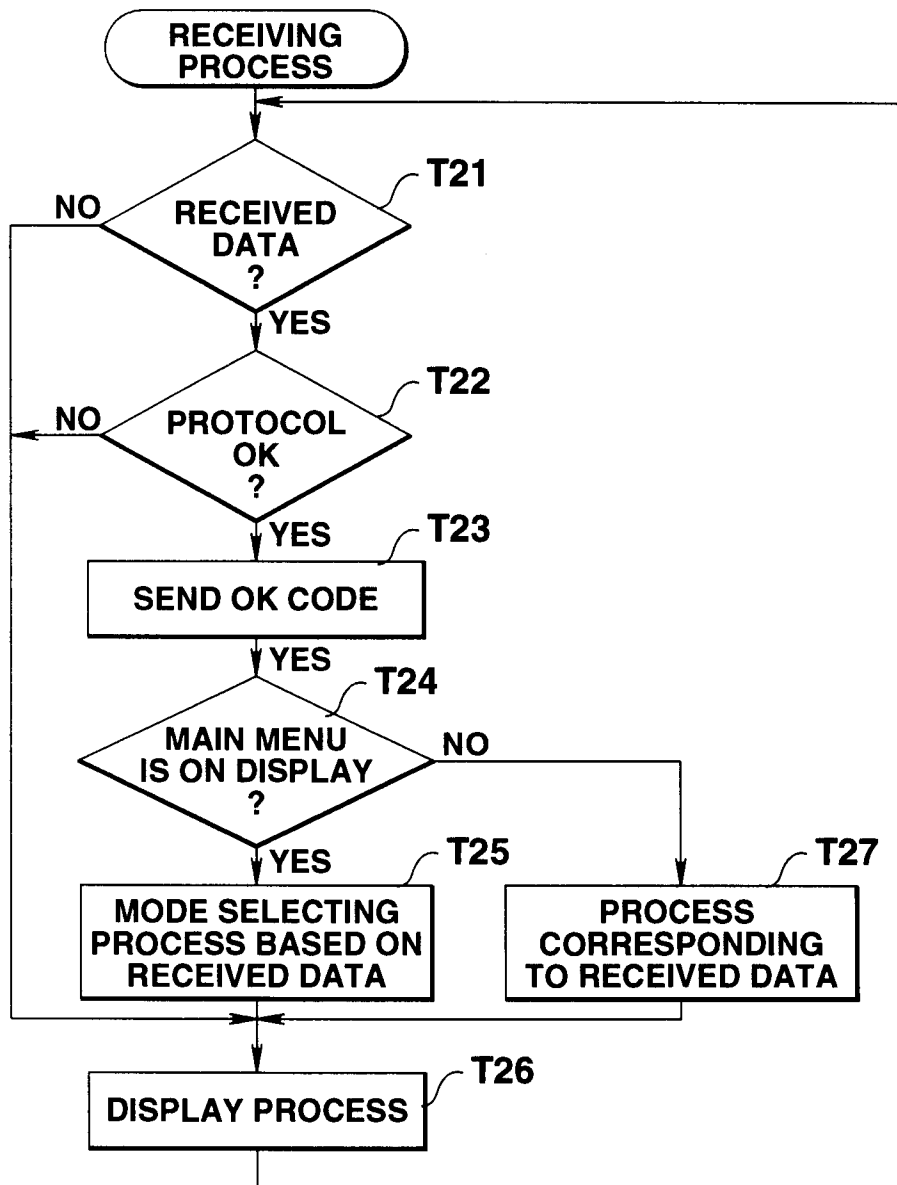 RECEIVING
PROCESS
T21
NO
RECEIVED
DATA
?
YES
T22
NO
PROTOCOL
OK
?
YES
T23
SEND OK CODE
YES
T24
MAIN MENU
IS ON DISPLAY
?
NO
YES
T25
MODE SELECTING
PROCESS BASED ON
RECEIVED DATA
T27
PROCESS
CORRESPONDING
TO RECEIVED DATA
T26
DISPLAY PROCESS